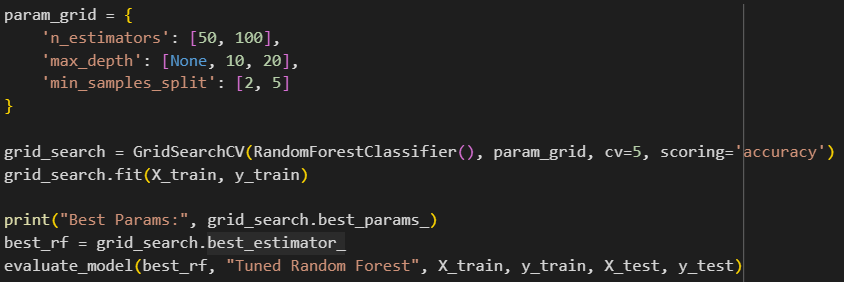 param_grid = {
    'n_estimators': [50, 100],
    'max_depth': [None, 10, 20],
    'min_samples_split': [2, 5]
}
grid_search = GridSearchCV(RandomForestClassifier(), param_grid, cv=5, scoring='accuracy')
grid_search.fit(X_train, y_train)
print("Best Params:", grid_search.best_params_)
best_rf = grid_search.best_estimator_
evaluate_model(best_rf, "Tuned Random Forest", X_train, y_train, X_test, y_test)